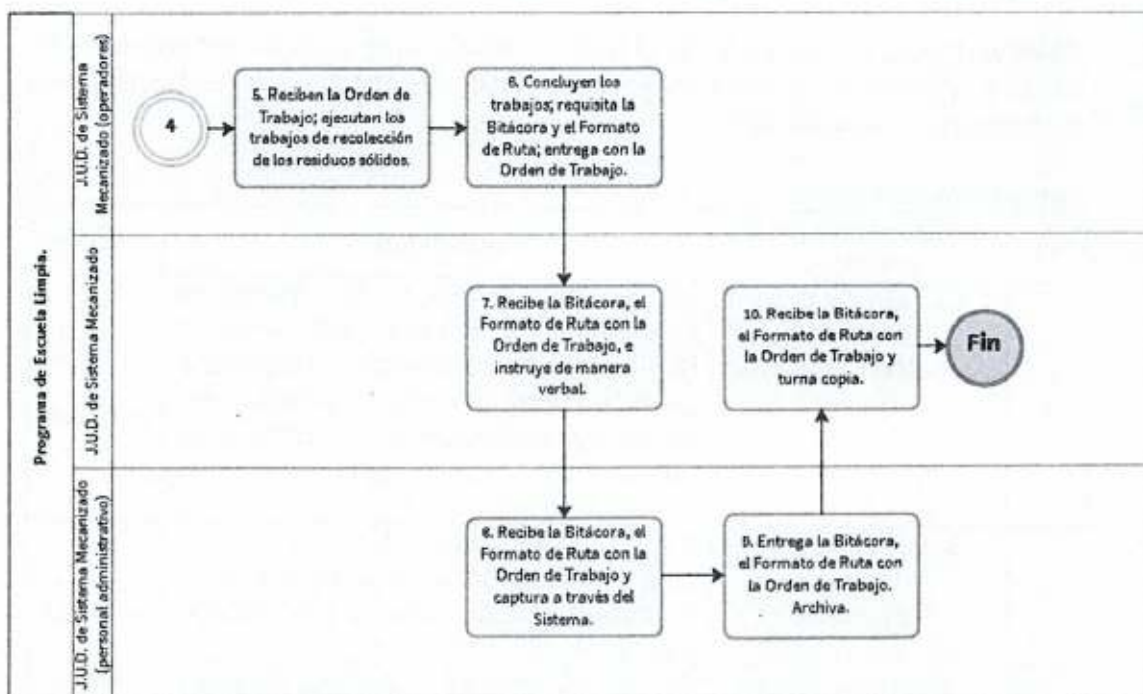 Programa de Escuela Limpia.
J.U.D. de Sistema
Mecanizado (operadores)
4
5. Reciben la Orden de
Trabajo; ejecutan los
trabajos de recolección
de los residuos sólidos.
6. Concluyen los
trabajos; requisita la
Bitácora y el Formato
de Ruta; entrega con la
Orden de Trabajo.
J.U.D. de Sistema Mecanizado
7. Recibe la Bitácora, el
Formato de Ruta con la
Orden de Trabajo, e
instruye de manera
verbal.
10. Recibe la Bitácora,
el Formato de Ruta con
la Orden de Trabajo y
turna copia.
Fin
J.U.D. de Sistema Mecanizado
(personal administrativo)
8. Recibe la Bitácora, el
Formato de Ruta con la
Orden de Trabajo y
captura a través del
Sistema.
9. Entrega la Bitácora,
el Formato de Ruta con
la Orden de Trabajo.
Archiva.